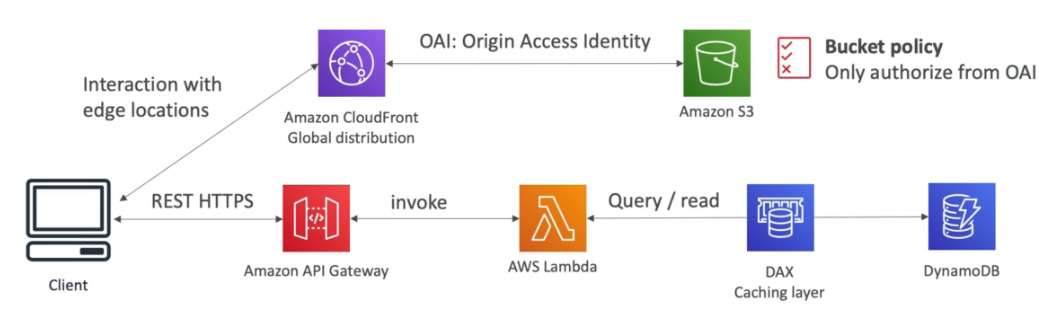 OAI: Origin Access Identity
Bucket policy
Only authorize from OAI
Interaction with
edge locations
Amazon CloudFront
Global distribution
Amazon S3
REST HTTPS
invoke
Query / read
Client
Amazon API Gateway
AWS Lambda
DAX
Caching layer
DynamoDB